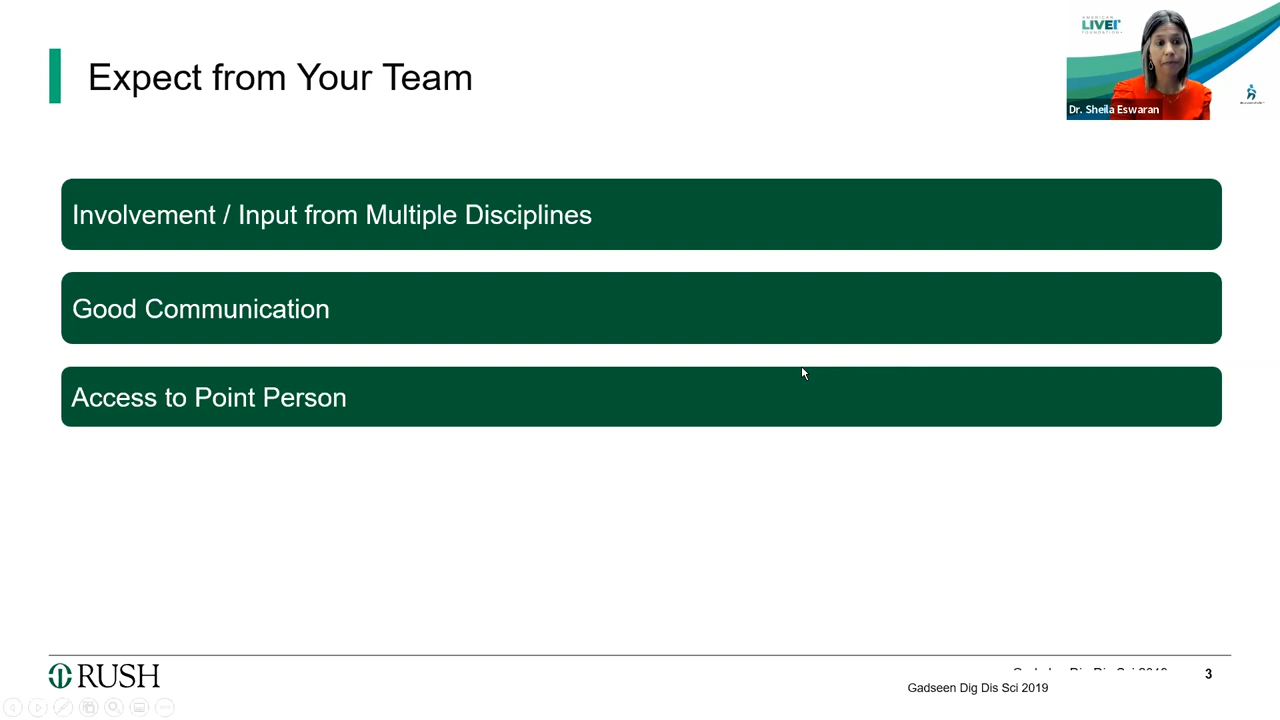 Expect from Your Team
AMERICAN
LIVER
FOUNDATION
Dr. Sheila Eswaran
Involvement / Input from Multiple Disciplines
Good Communication
Access to Point Person
RUSH
3
Gadseen Dig Dis Sci 2019